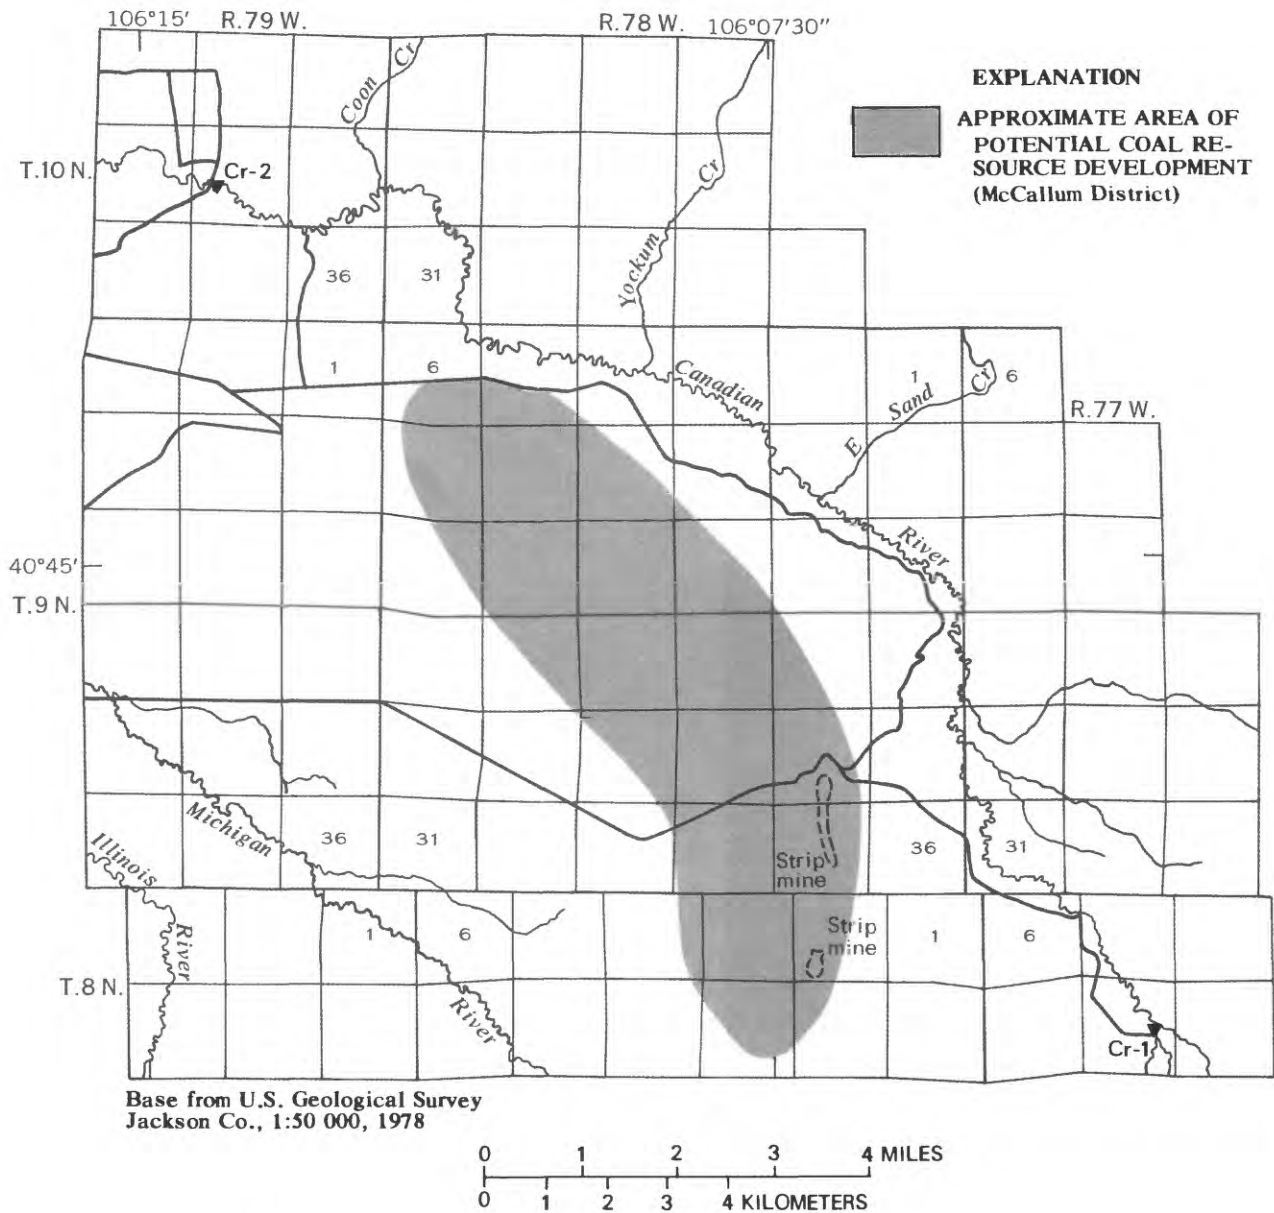 106°15′ R.79 W. R.78 W. 106°07′30″
EXPLANATION
APPROXIMATE AREA OF
POTENTIAL COAL RE-
SOURCE DEVELOPMENT
(McCallum District)
Coon Cr
Yockum Cr
T.10 N.
Cr-2
36 31
1 6
Canadian River
1 6
E Sand Cr
R.77 W.
40°45′
T.9 N.
Michigan River
Illinois River
36 31
Strip
mine
36 31
1 6
Strip
mine
1 6
T.8 N.
Cr-1
Base from U.S. Geological Survey
Jackson Co., 1:50 000, 1978
0 1 2 3 4 MILES
0 1 2 3 4 KILOMETERS